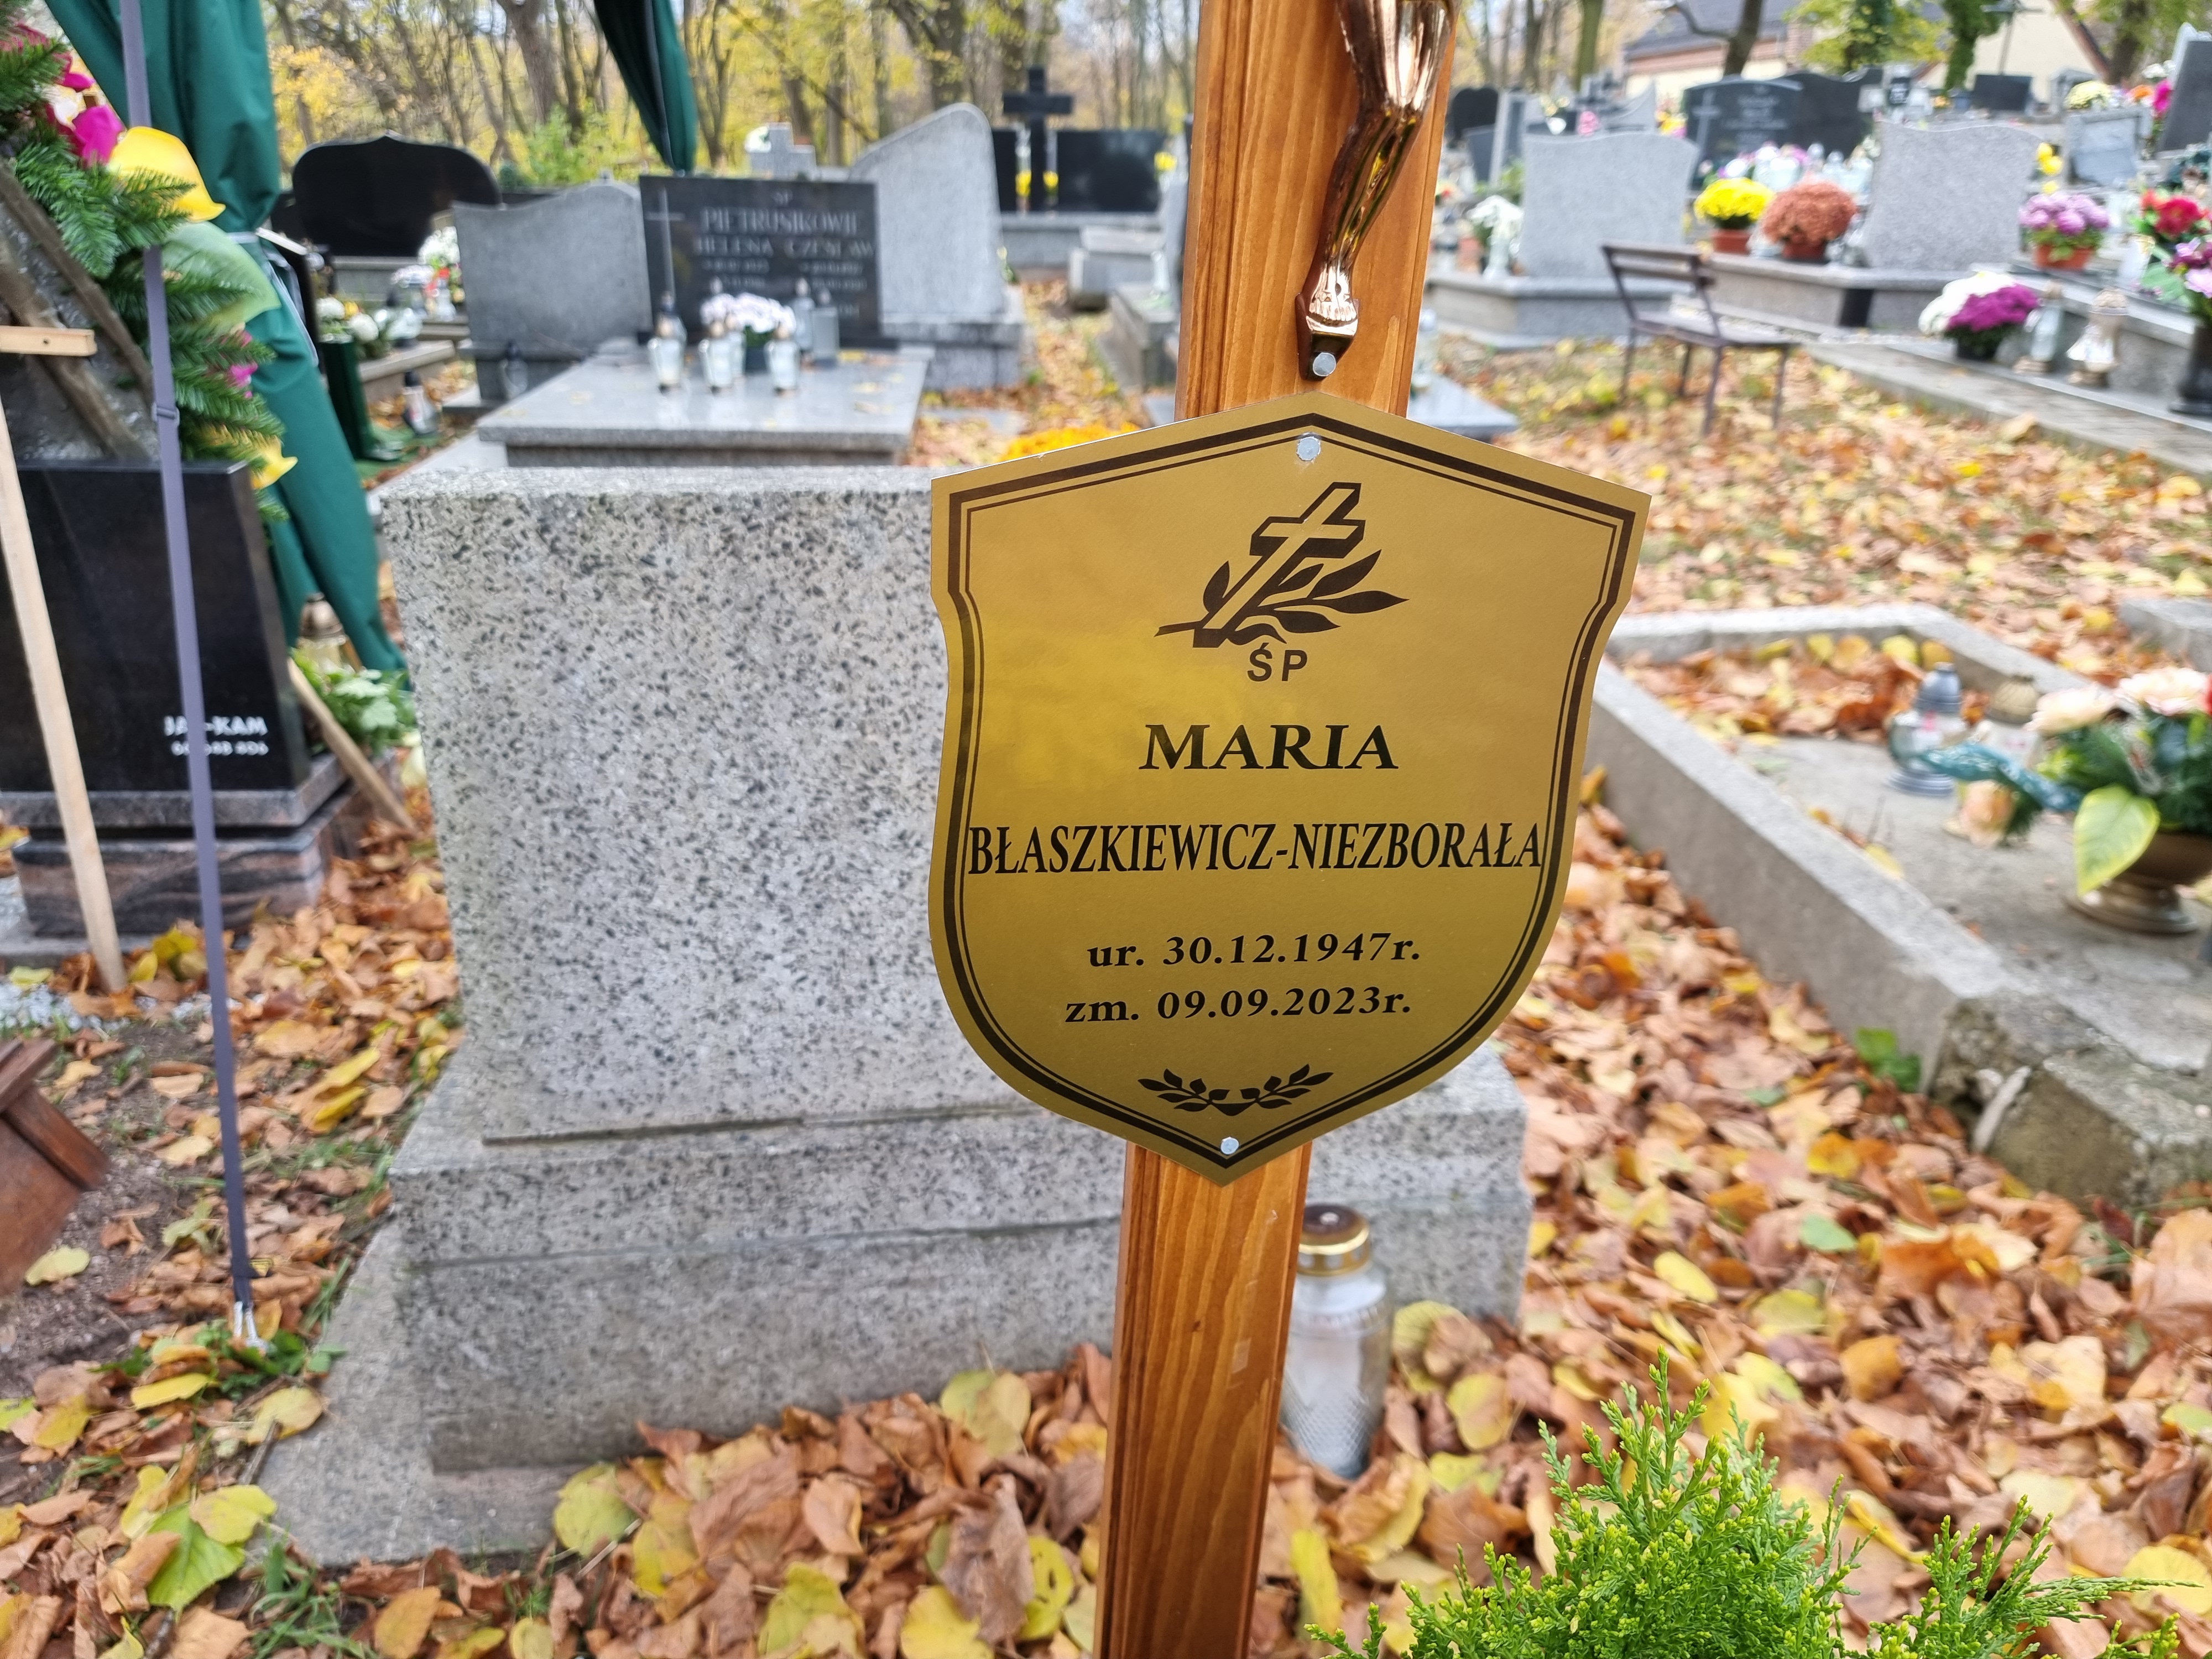 ŚP
PIETRUSIKOWIE
HELENA CZESŁAW
ŚP
MARIA
BŁASZKIEWICZ-NIEZBORAŁA
ur. 30.12.1947r.
zm. 09.09.2023r.